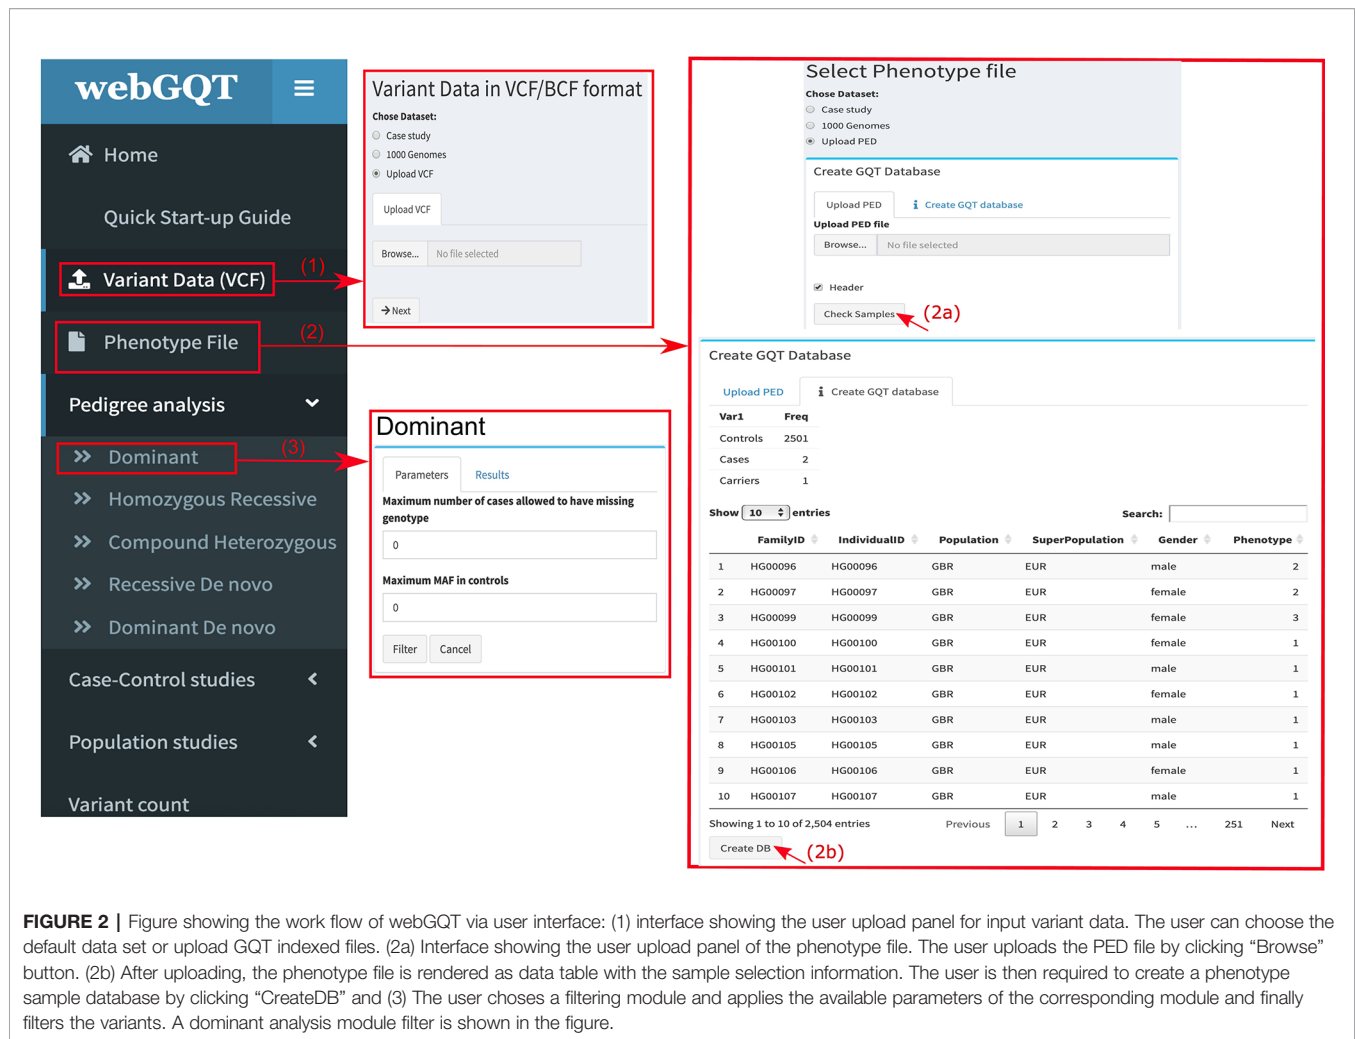 webGQT
Home
Quick Start-up Guide
Variant Data (VCF)
Phenotype File
Pedigree analysis
Dominant
Homozygous Recessive
Compound Heterozygous
Recessive De novo
Dominant De novo
Case-Control studies
Population studies
Variant count
(1)
(2)
(3)
Variant Data in VCF/BCF format
Chose Dataset:
Case study
1000 Genomes
Upload VCF
Upload VCF
Browse... No file selected
Next
Dominant
Parameters Results
Maximum number of cases allowed to have missing
genotype
0
Maximum MAF in controls
0
Filter Cancel
Select Phenotype file
Chose Dataset:
Case study
1000 Genomes
Upload PED
Create GQT Database
Upload PED i Create GQT database
Upload PED file
Browse... No file selected
Header
Check Samples (2a)
Create GQT Database
Upload PED i Create GQT database
Var1 Freq
Controls 2501
Cases 2
Carriers 1
Show 10 entries Search:
FamilyID IndividualID Population SuperPopulation Gender Phenotype
1 HG00096 HG00096 GBR EUR male 2
2 HG00097 HG00097 GBR EUR female 2
3 HG00099 HG00099 GBR EUR female 3
4 HG00100 HG00100 GBR EUR female 1
5 HG00101 HG00101 GBR EUR male 1
6 HG00102 HG00102 GBR EUR female 1
7 HG00103 HG00103 GBR EUR male 1
8 HG00105 HG00105 GBR EUR male 1
9 HG00106 HG00106 GBR EUR female 1
10 HG00107 HG00107 GBR EUR male 1
Showing 1 to 10 of 2,504 entries Previous 1 2 3 4 5 ... 251 Next
Create DB (2b)
FIGURE 2 | Figure showing the work flow of webGQT via user interface: (1) interface showing the user upload panel for input variant data. The user can choose the
default data set or upload GQT indexed files. (2a) Interface showing the user upload panel of the phenotype file. The user uploads the PED file by clicking “Browse”
button. (2b) After uploading, the phenotype file is rendered as data table with the sample selection information. The user is then required to create a phenotype
sample database by clicking “CreateDB” and (3) The user choses a filtering module and applies the available parameters of the corresponding module and finally
filters the variants. A dominant analysis module filter is shown in the figure.